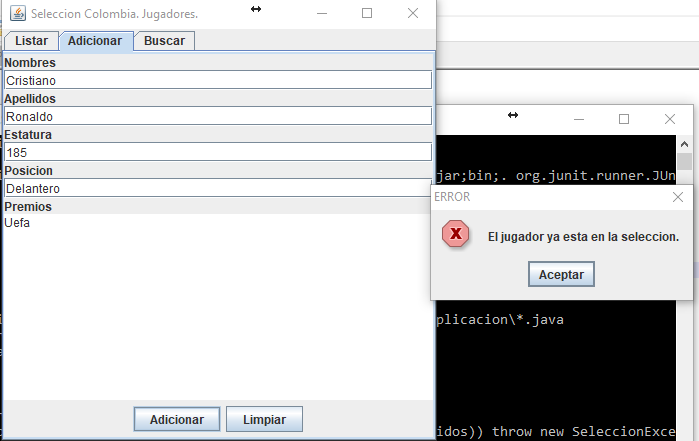 Seleccion Colombia. Jugadores.
Listar
Adicionar
Buscar
Nombres
Cristiano
Apellidos
Ronaldo
Estatura
185
Posicion
Delantero
Premios
Uefa
Adicionar
Limpiar
jar;bin;. org.junit.runner.JUn
ERROR
El jugador ya esta en la seleccion.
Aceptar
plicacion\*.java
idos)) throw new SeleccionExce